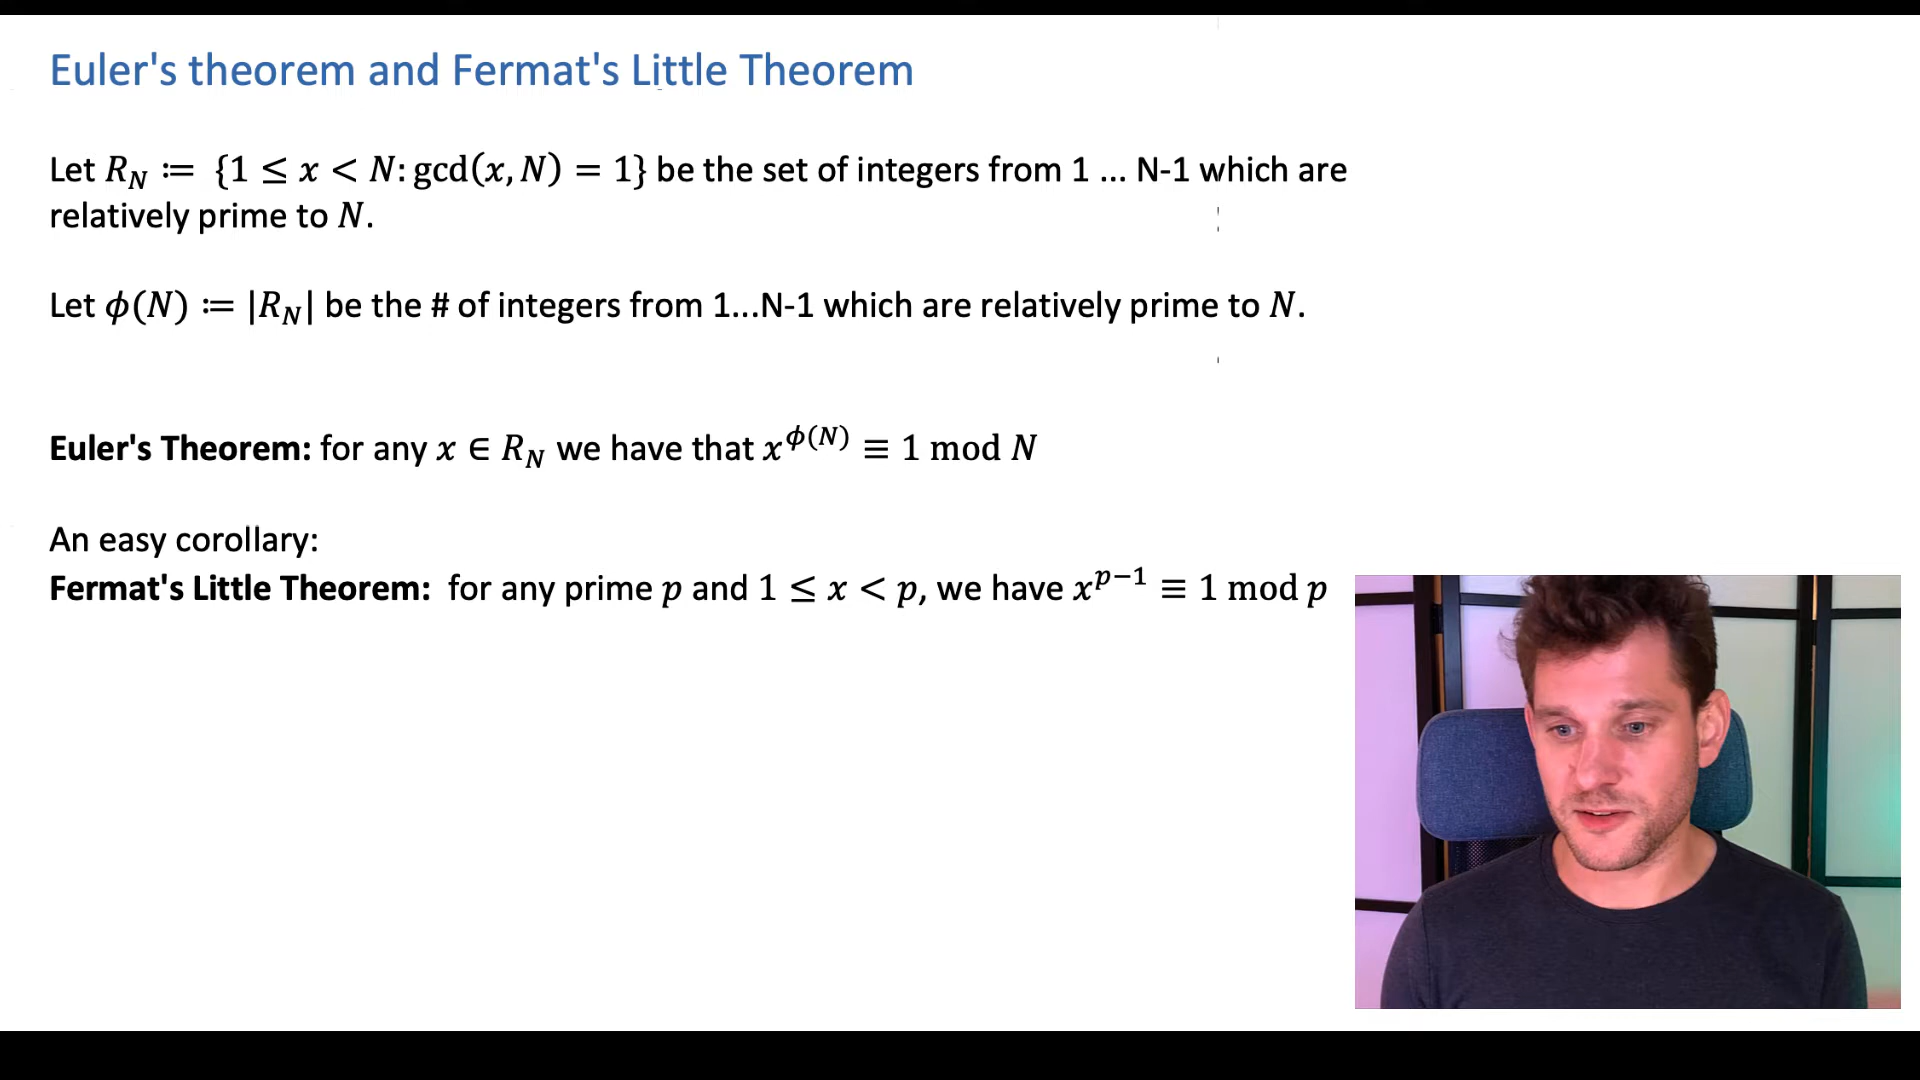 Euler's theorem and Fermat's Little Theorem
Let R_N ≔ {1 ≤ x < N: gcd(x, N) = 1} be the set of integers from 1 ... N-1 which are
relatively prime to N.
Let ϕ(N) ≔ |R_N| be the # of integers from 1...N-1 which are relatively prime to N.
Euler's Theorem: for any x ∈ R_N we have that x^ϕ(N) ≡ 1 mod N
An easy corollary:
Fermat's Little Theorem: for any prime p and 1 ≤ x < p, we have x^p−1 ≡ 1 mod p